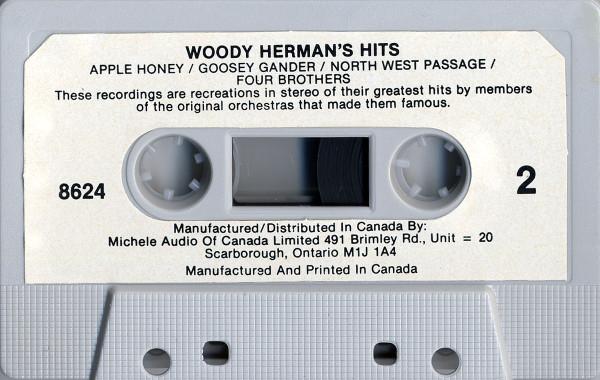 WOODY HERMAN'S HITS
APPLE HONEY / GOOSEY GANDER / NORTH WEST PASSAGE /
FOUR BROTHERS
These recordings are recreations in stereo of their greatest hits by members
of the original orchestras that made them famous.
8624
2
Manufactured/Distributed In Canada By:
Michele Audio Of Canada Limited 491 Brimley Rd., Unit = 20
Scarborough, Ontario M1J 1A4
Manufactured And Printed In Canada